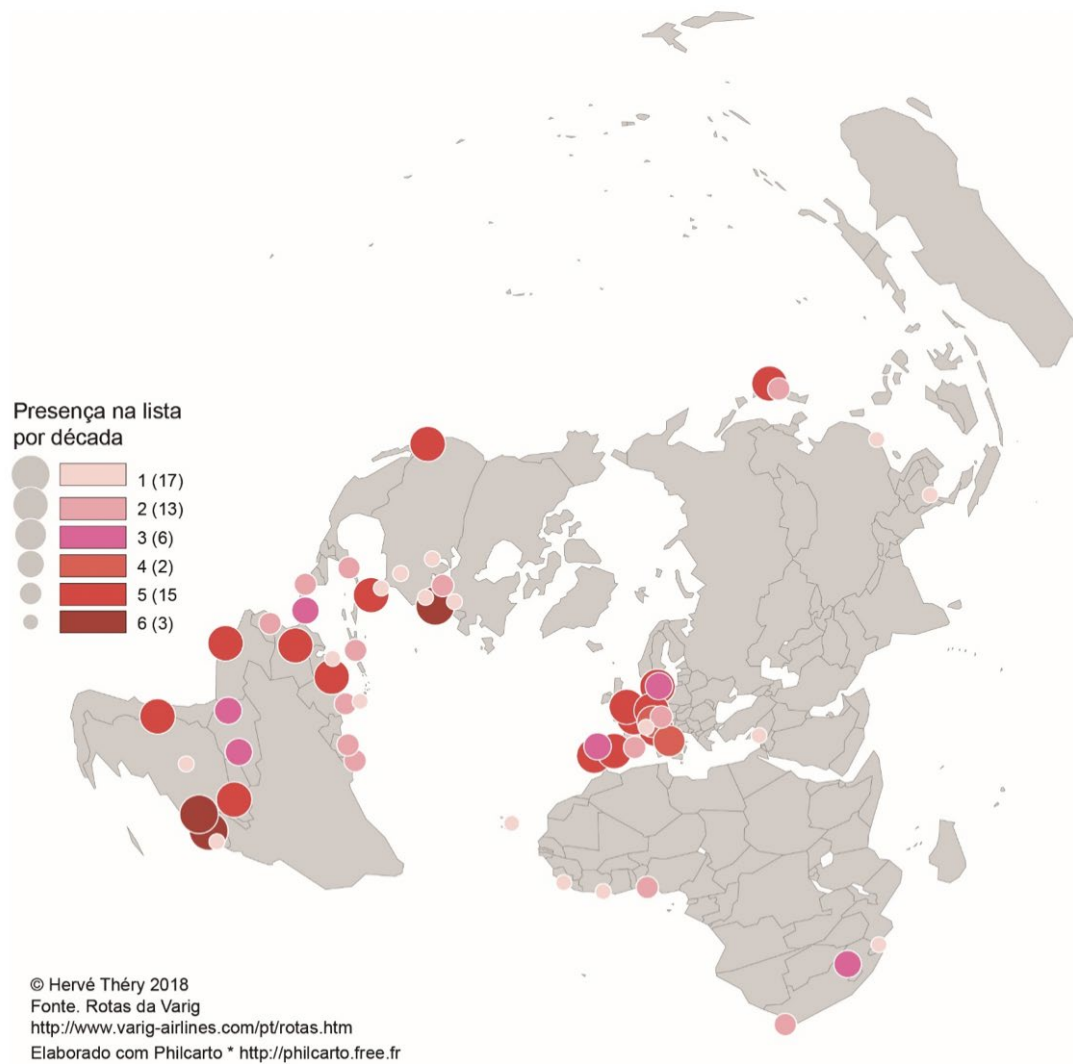 Presença na lista
por década
1 (17)
2 (13)
3 (6)
4 (2)
5 (15
6 (3)
© Hervé Théry 2018
Fonte. Rotas da Varig
http://www.varig-airlines.com/pt/rotas.htm
Elaborado com Philcarto * http://philcarto.free.fr